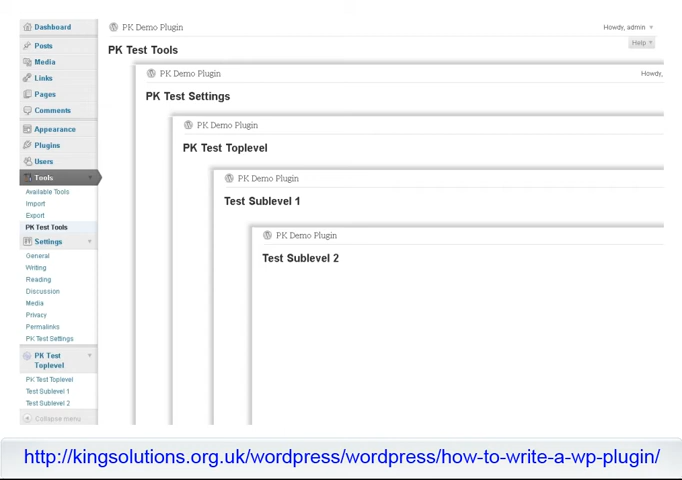 Dashboard
Posts
Media
Links
Pages
Comments
Appearance
Plugins
Users
Tools
Available Tools
Import
Export
PK Test Tools
Settings
General
Writing
Reading
Discussion
Media
Privacy
Permalinks
PK Test Settings
PK Test
Toplevel
PK Test Toplevel
Test Sublevel 1
Test Sublevel 2
Collapse menu
PK Demo Plugin
Howdy, admin
Help
PK Test Tools
PK Demo Plugin
Howdy,
PK Test Settings
PK Demo Plugin
PK Test Toplevel
PK Demo Plugin
Test Sublevel 1
PK Demo Plugin
Test Sublevel 2
http://kingsolutions.org.uk/wordpress/wordpress/how-to-write-a-wp-plugin/